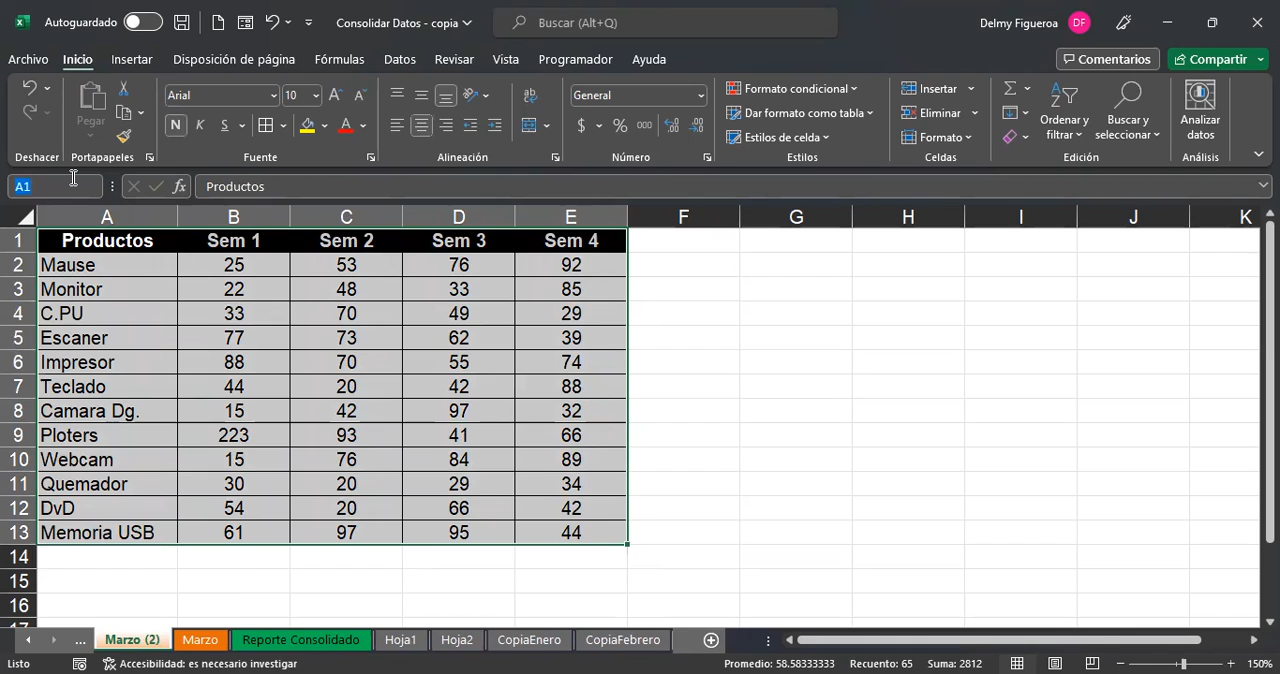 Autoguardado Consolidar Datos - copia Buscar (Alt+Q) Delmy Figueroa DF
Archivo Inicio Insertar Disposición de página Fórmulas Datos Revisar Vista Programador Ayuda Comentarios Compartir
Pegar Arial 10 General Formato condicional Insertar
N K S $ % 000 Dar formato como tabla Eliminar Ordenar y filtrar Buscar y seleccionar Analizar datos
Estilos de celda Formato
Deshacer Portapapeles Fuente Alineación Número Estilos Celdas Edición Análisis
A1 fx Productos
A B C D E F G H I J K
1 Productos Sem 1 Sem 2 Sem 3 Sem 4
2 Mause 25 53 76 92
3 Monitor 22 48 33 85
4 C.PU 33 70 49 29
5 Escaner 77 73 62 39
6 Impresor 88 70 55 74
7 Teclado 44 20 42 88
8 Camara Dg. 15 42 97 32
9 Ploters 223 93 41 66
10 Webcam 15 76 84 89
11 Quemador 30 20 29 34
12 DvD 54 20 66 42
13 Memoria USB 61 97 95 44
14
15
16
... Marzo (2) Marzo Reporte Consolidado Hoja1 Hoja2 CopiaEnero CopiaFebrero
Listo Accesibilidad: es necesario investigar Promedio: 58.58333333 Recuento: 65 Suma: 2812 150%